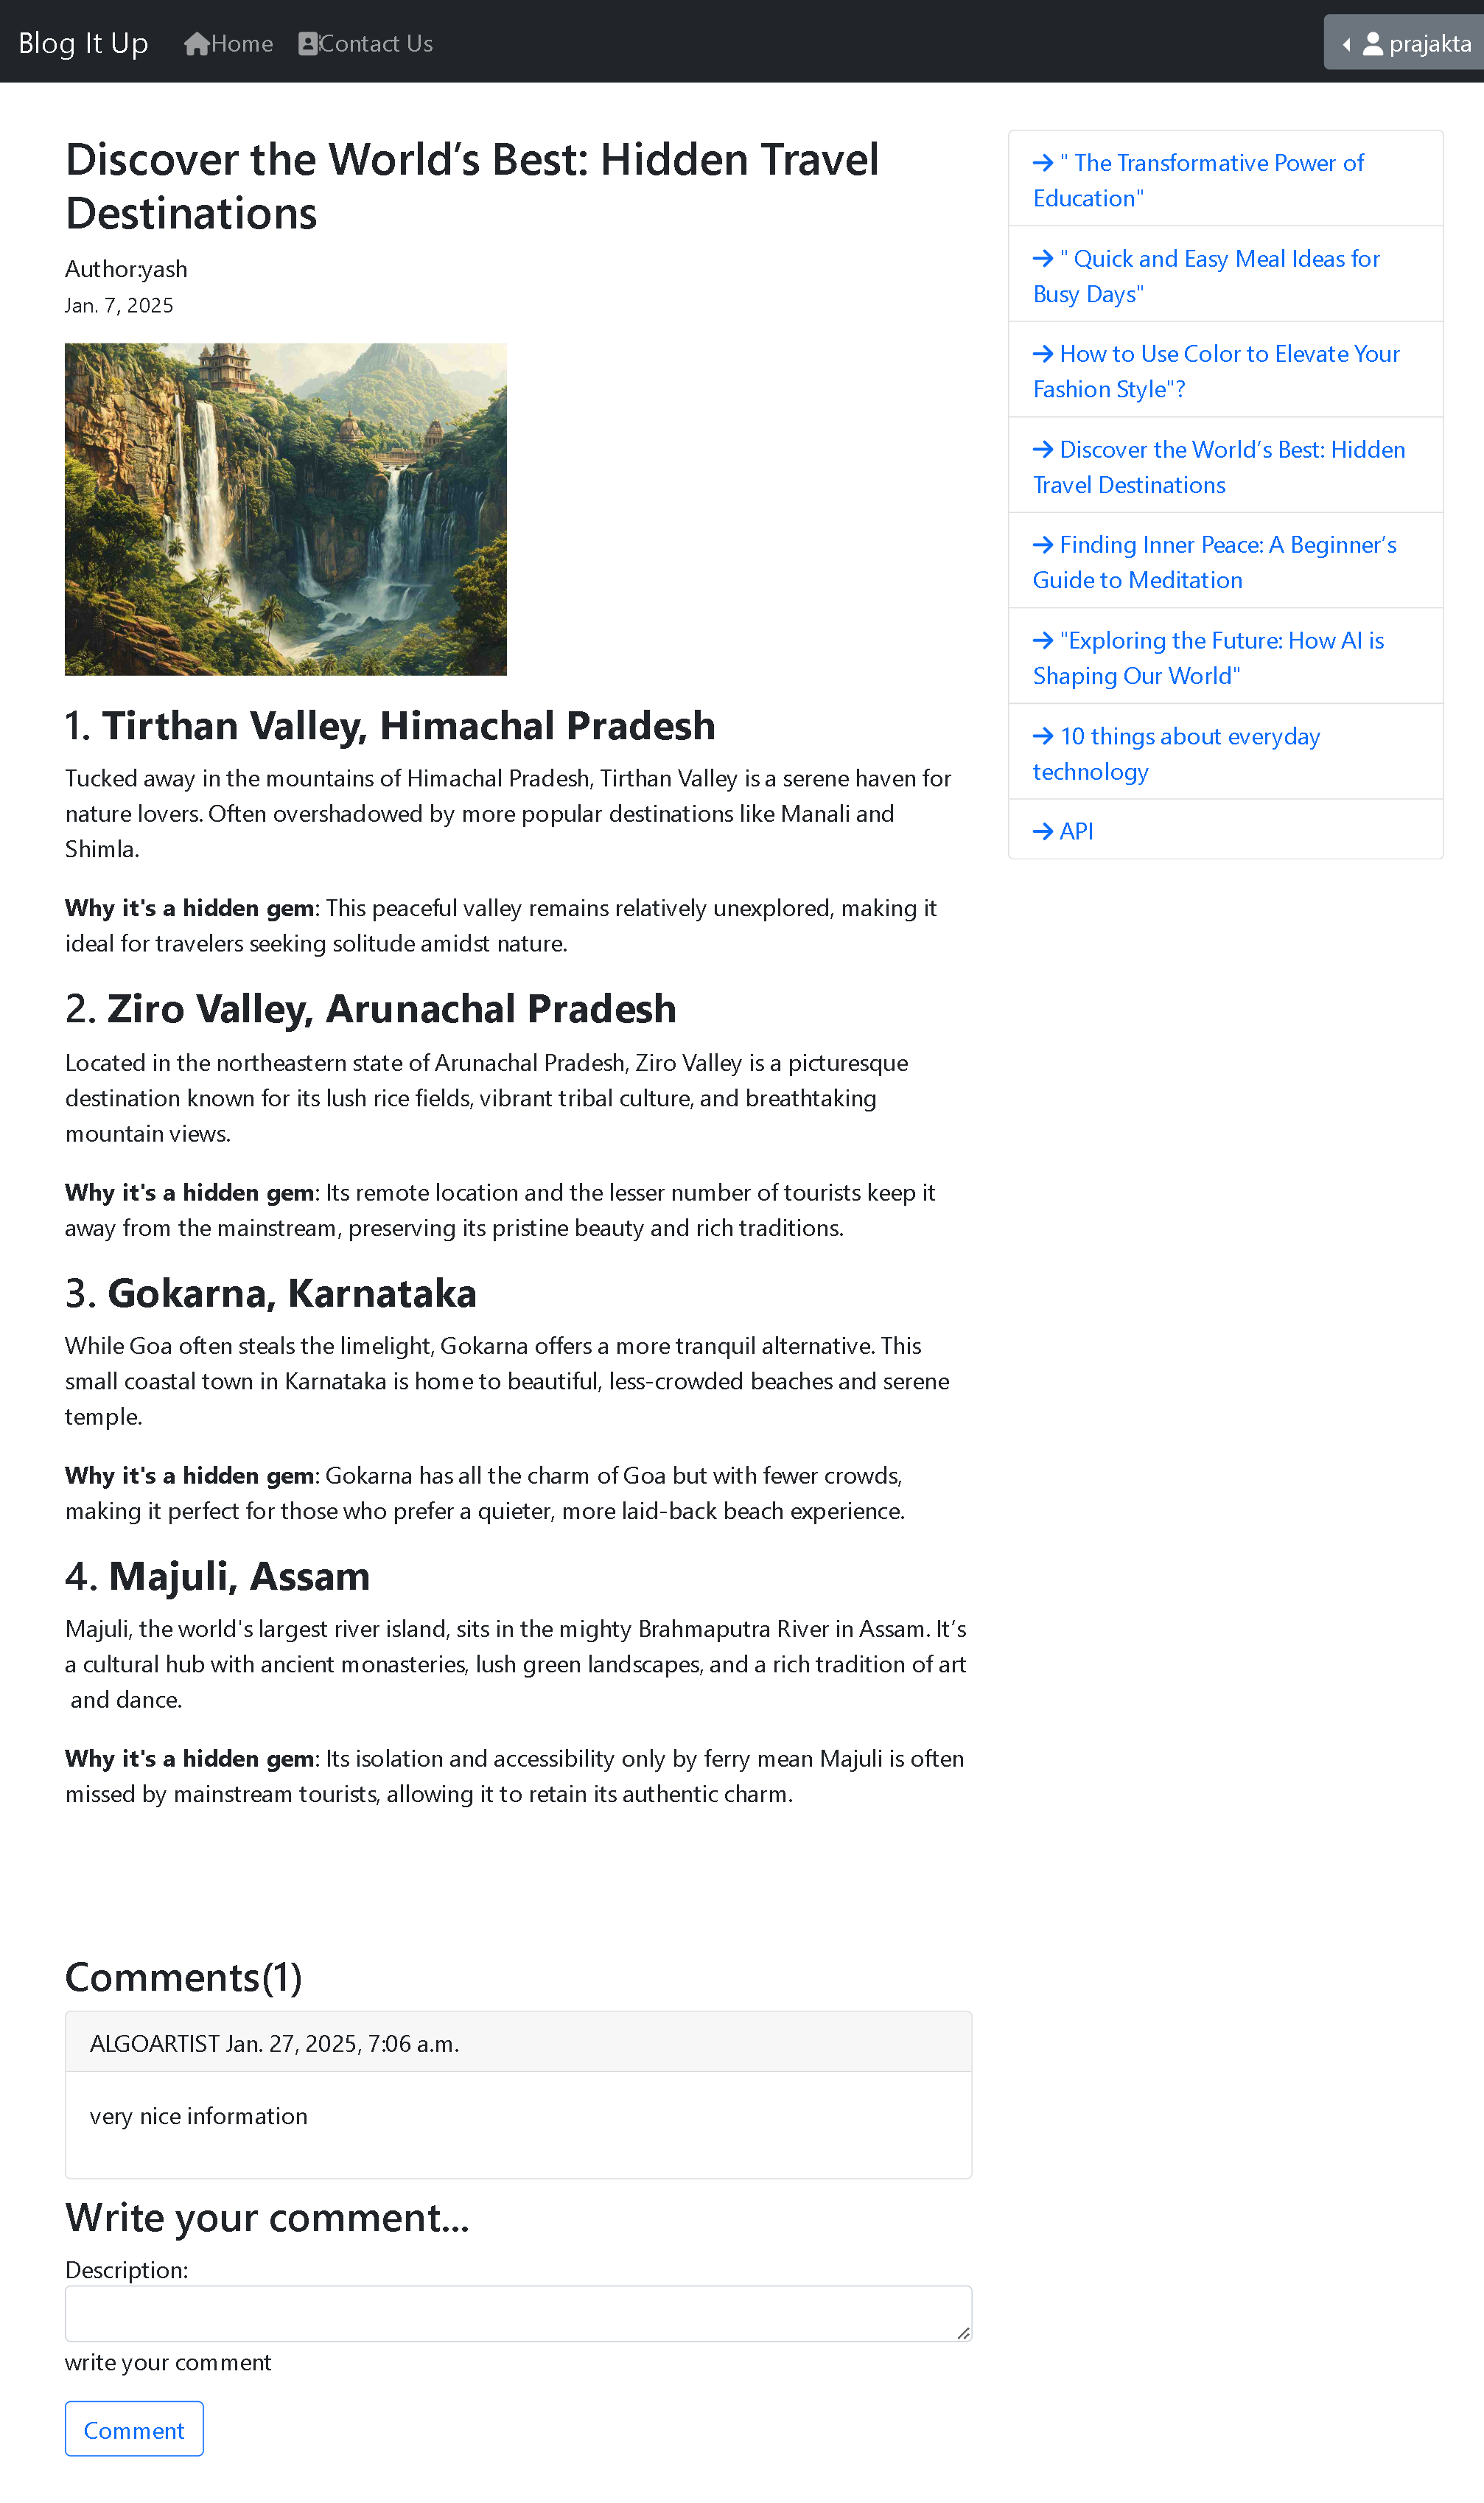 Blog It Up Home Contact Us prajakta
Discover the World’s Best: Hidden Travel
Destinations
Author:yash
Jan. 7, 2025
1. Tirthan Valley, Himachal Pradesh
Tucked away in the mountains of Himachal Pradesh, Tirthan Valley is a serene haven for
nature lovers. Often overshadowed by more popular destinations like Manali and
Shimla.
Why it's a hidden gem: This peaceful valley remains relatively unexplored, making it
ideal for travelers seeking solitude amidst nature.
2. Ziro Valley, Arunachal Pradesh
Located in the northeastern state of Arunachal Pradesh, Ziro Valley is a picturesque
destination known for its lush rice fields, vibrant tribal culture, and breathtaking
mountain views.
Why it's a hidden gem: Its remote location and the lesser number of tourists keep it
away from the mainstream, preserving its pristine beauty and rich traditions.
3. Gokarna, Karnataka
While Goa often steals the limelight, Gokarna offers a more tranquil alternative. This
small coastal town in Karnataka is home to beautiful, less-crowded beaches and serene
temple.
Why it's a hidden gem: Gokarna has all the charm of Goa but with fewer crowds,
making it perfect for those who prefer a quieter, more laid-back beach experience.
4. Majuli, Assam
Majuli, the world's largest river island, sits in the mighty Brahmaputra River in Assam. It’s
a cultural hub with ancient monasteries, lush green landscapes, and a rich tradition of art
and dance.
Why it's a hidden gem: Its isolation and accessibility only by ferry mean Majuli is often
missed by mainstream tourists, allowing it to retain its authentic charm.
Comments(1)
ALGOARTIST Jan. 27, 2025, 7:06 a.m.
very nice information
Write your comment...
Description:
write your comment
Comment
" The Transformative Power of
Education"
" Quick and Easy Meal Ideas for
Busy Days"
How to Use Color to Elevate Your
Fashion Style"?
Discover the World’s Best: Hidden
Travel Destinations
Finding Inner Peace: A Beginner’s
Guide to Meditation
"Exploring the Future: How AI is
Shaping Our World"
10 things about everyday
technology
API